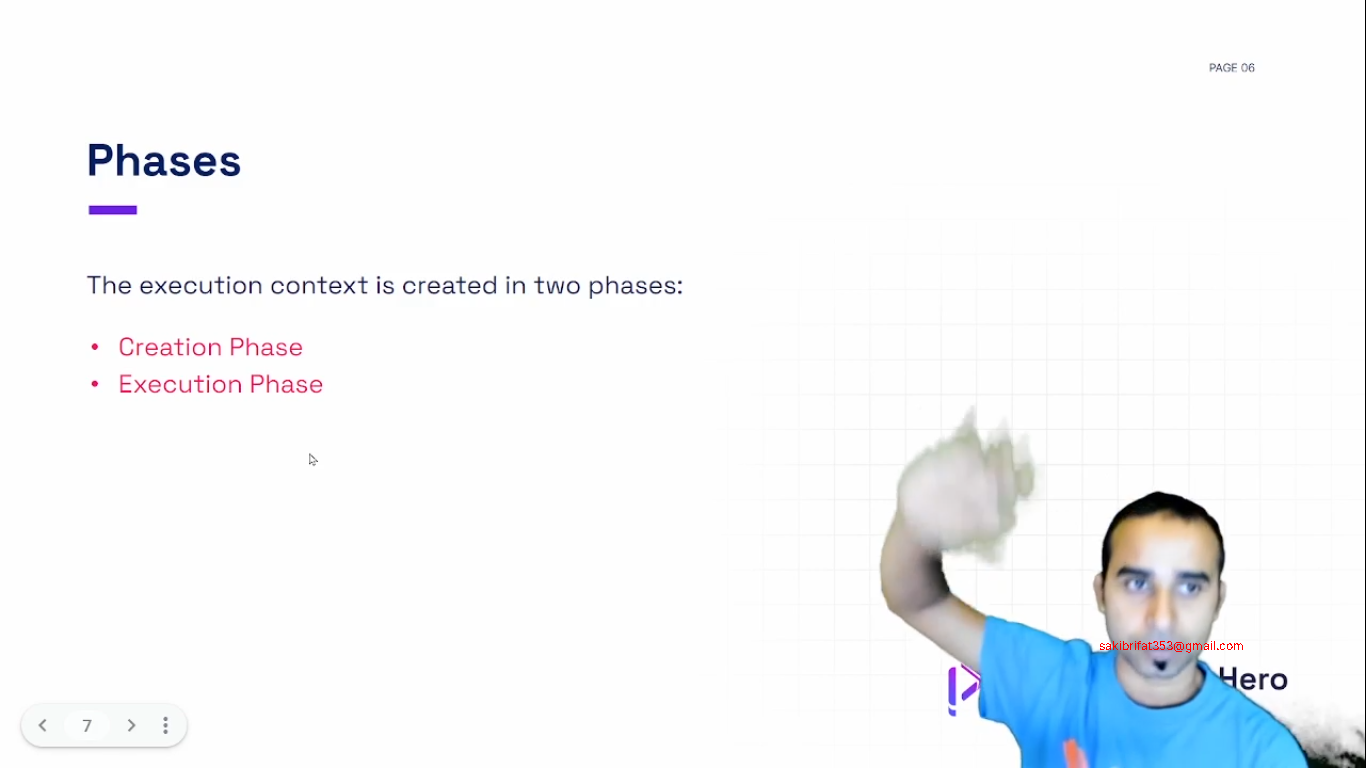 PAGE 06
Phases
The execution context is created in two phases:
• Creation Phase
• Execution Phase
sakibrifat353@gmail.com
Hero
7